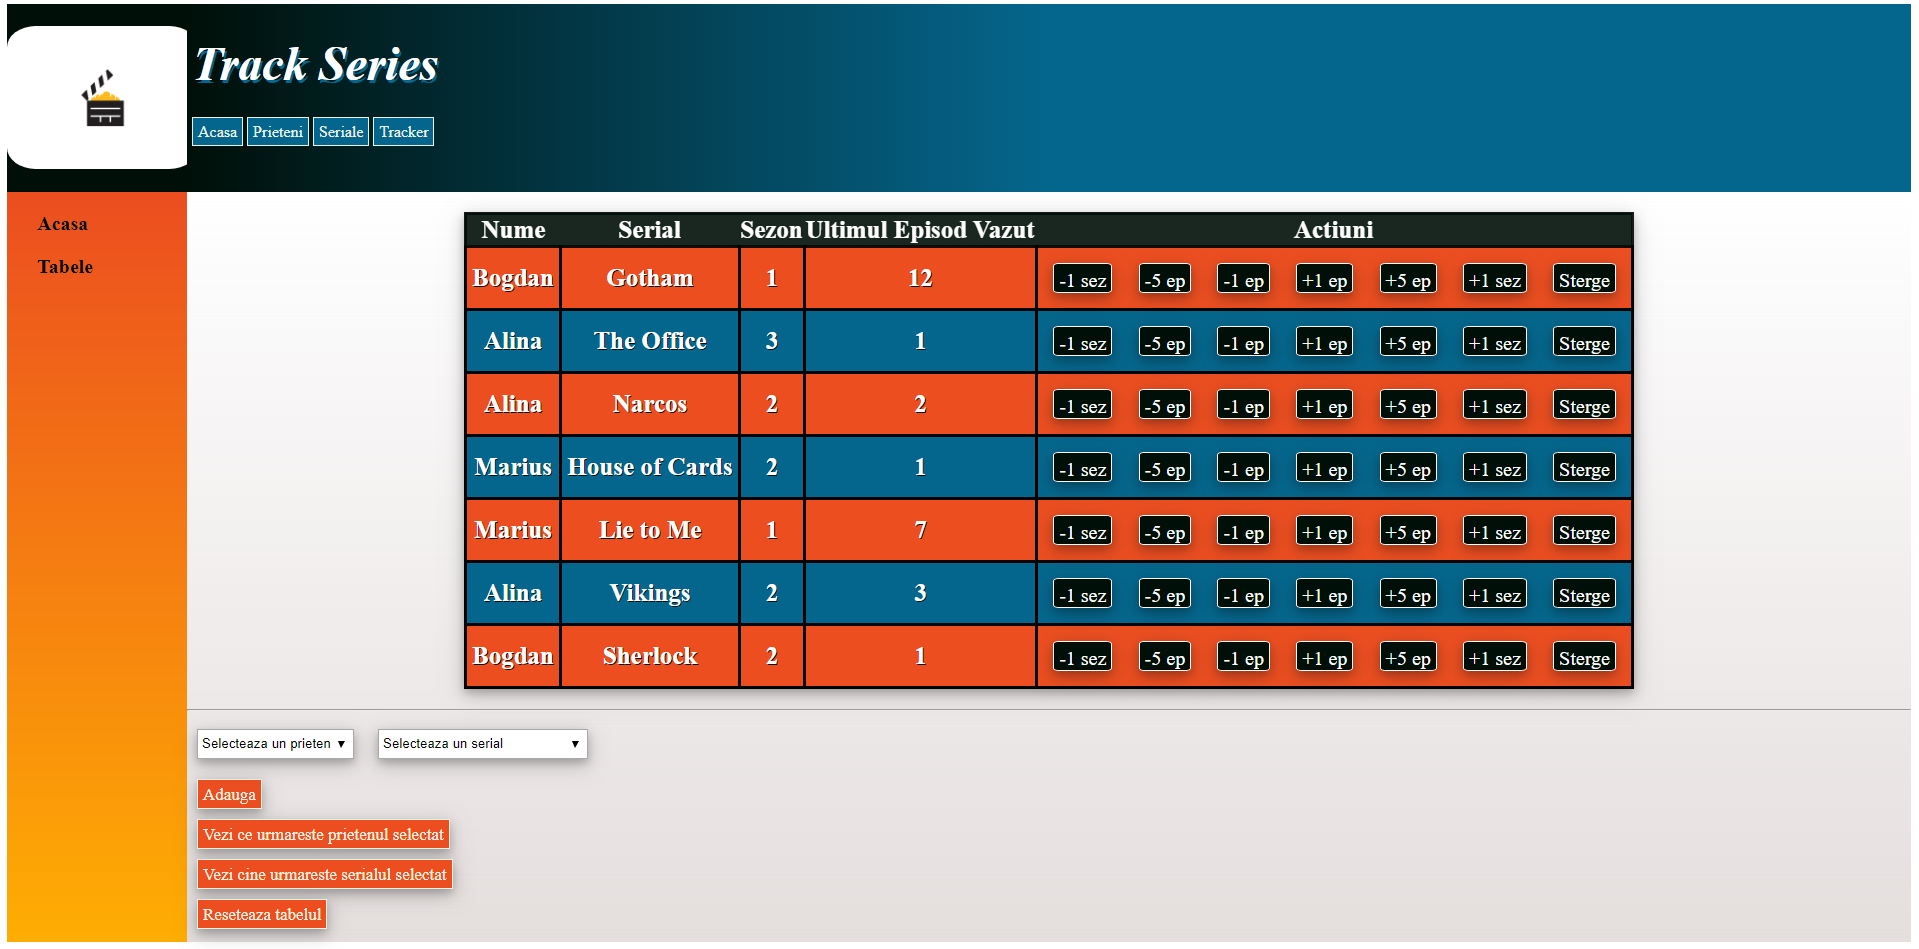 Track Series
Acasa Prieteni Seriale Tracker
Acasa
Tabele
Nume Serial Sezon Ultimul Episod Vazut Actiuni
Bogdan Gotham 1 12 -1 sez -5 ep -1 ep +1 ep +5 ep +1 sez Sterge
Alina The Office 3 1 -1 sez -5 ep -1 ep +1 ep +5 ep +1 sez Sterge
Alina Narcos 2 2 -1 sez -5 ep -1 ep +1 ep +5 ep +1 sez Sterge
Marius House of Cards 2 1 -1 sez -5 ep -1 ep +1 ep +5 ep +1 sez Sterge
Marius Lie to Me 1 7 -1 sez -5 ep -1 ep +1 ep +5 ep +1 sez Sterge
Alina Vikings 2 3 -1 sez -5 ep -1 ep +1 ep +5 ep +1 sez Sterge
Bogdan Sherlock 2 1 -1 sez -5 ep -1 ep +1 ep +5 ep +1 sez Sterge
Selecteaza un prieten Selecteaza un serial
Adauga
Vezi ce urmareste prietenul selectat
Vezi cine urmareste serialul selectat
Reseteaza tabelul